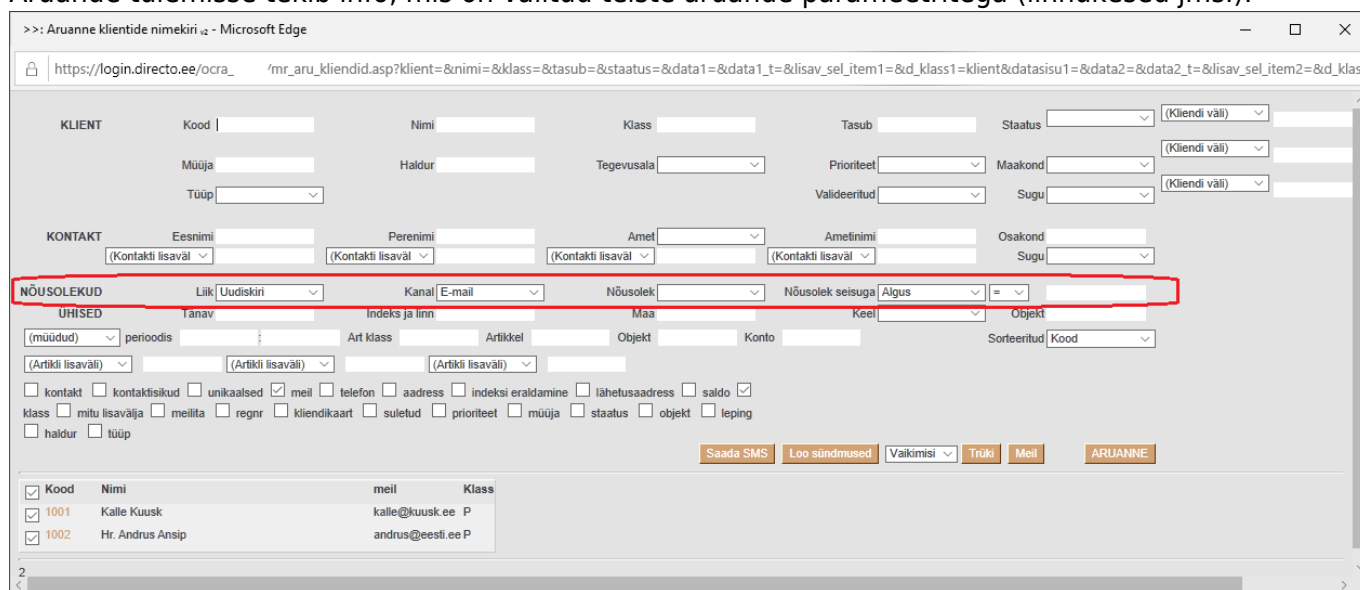 Aruande tulemisse tekib info, mis on valitud teiste aruande parameetritega (linnukesed jms.).
>>: Aruanne klientide nimekiri v2 - Microsoft Edge
https://login.directo.ee/ocra_ /mr_aru_kliendid.asp?klient=&nimi=&klass=&tasub=&staatus=&data1=&data1_t=&lisav_sel_item1=&d_klass1=klient&datasisu1=&data2=&data2_t=&lisav_sel_item2=&d_klas
KLIENT Kood Nimi Klass Tasub Staatus (Kliendi väli)
(Kliendi väli)
Müüja Haldur Tegevusala Prioriteet Maakond
(Kliendi väli)
Tüüp Valideeritud Sugu
KONTAKT Eesnimi Perenimi Amet Ametinimi Osakond
(Kontakti lisaväl (Kontakti lisaväl (Kontakti lisaväl (Kontakti lisaväl Sugu
NÕUSOLEKUD Liik Uudiskiri Kanal E-mail Nõusolek Nõusolek seisuga Algus =
ÜHISED Tänav Indeks ja linn Maa Keel Objekt
(müüdud) perioodis : Art klass Artikkel Objekt Konto Sorteeritud Kood
(Artikli lisaväli) (Artikli lisaväli) (Artikli lisaväli)
kontakt kontaktisikud unikaalsed meil telefon aadress indeksi eraldamine lähetusaadress saldo
klass mitu lisavälja meilita regnr kliendikaart suletud prioriteet müüja staatus objekt leping
haldur tüüp
Saada SMS Loo sündmused Vaikimisi Trüki Meil ARUANNE
Kood Nimi meil Klass
1001 Kalle Kuusk kalle@kuusk.ee P
1002 Hr. Andrus Ansip andrus@eesti.ee P
2